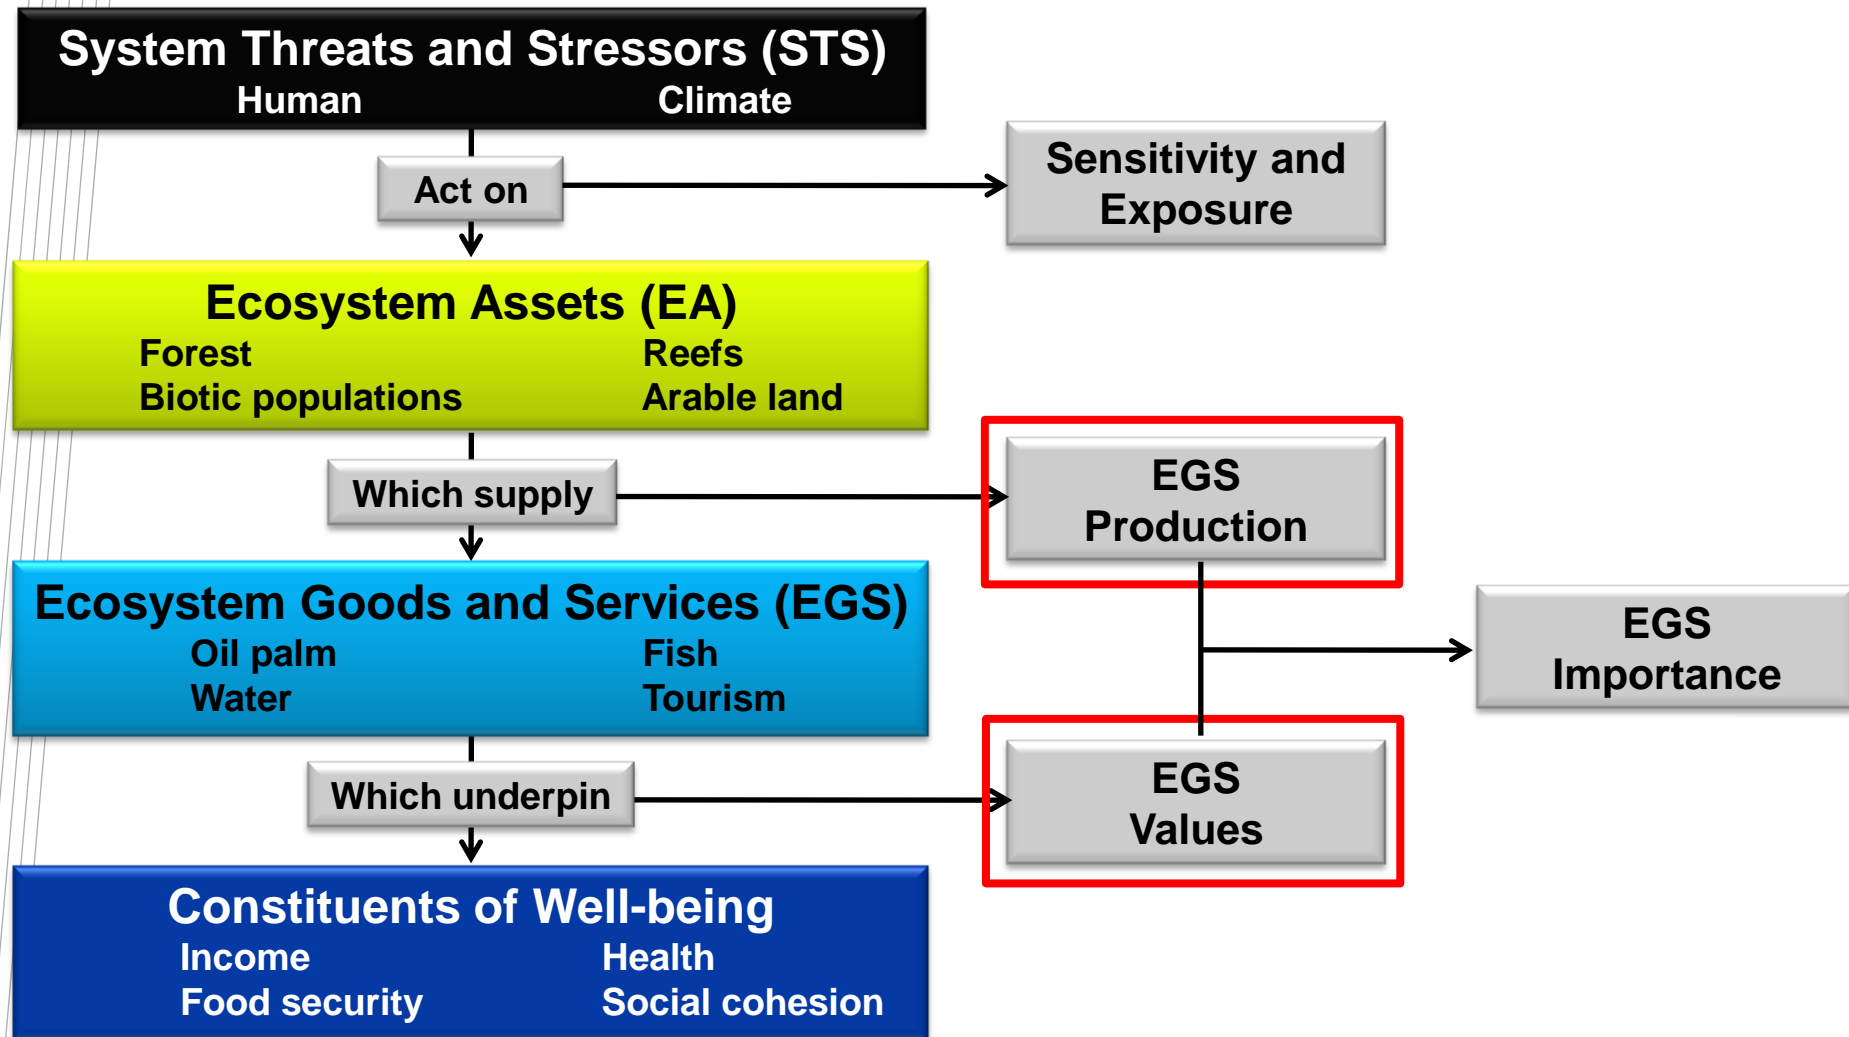 System Threats and Stressors (STS)
Human Climate
Act on
Sensitivity and
Exposure
Ecosystem Assets (EA)
Forest Reefs
Biotic populations Arable land
Which supply
EGS
Production
Ecosystem Goods and Services (EGS)
Oil palm Fish
Water Tourism
EGS
Importance
Which underpin
EGS
Values
Constituents of Well-being
Income Health
Food security Social cohesion